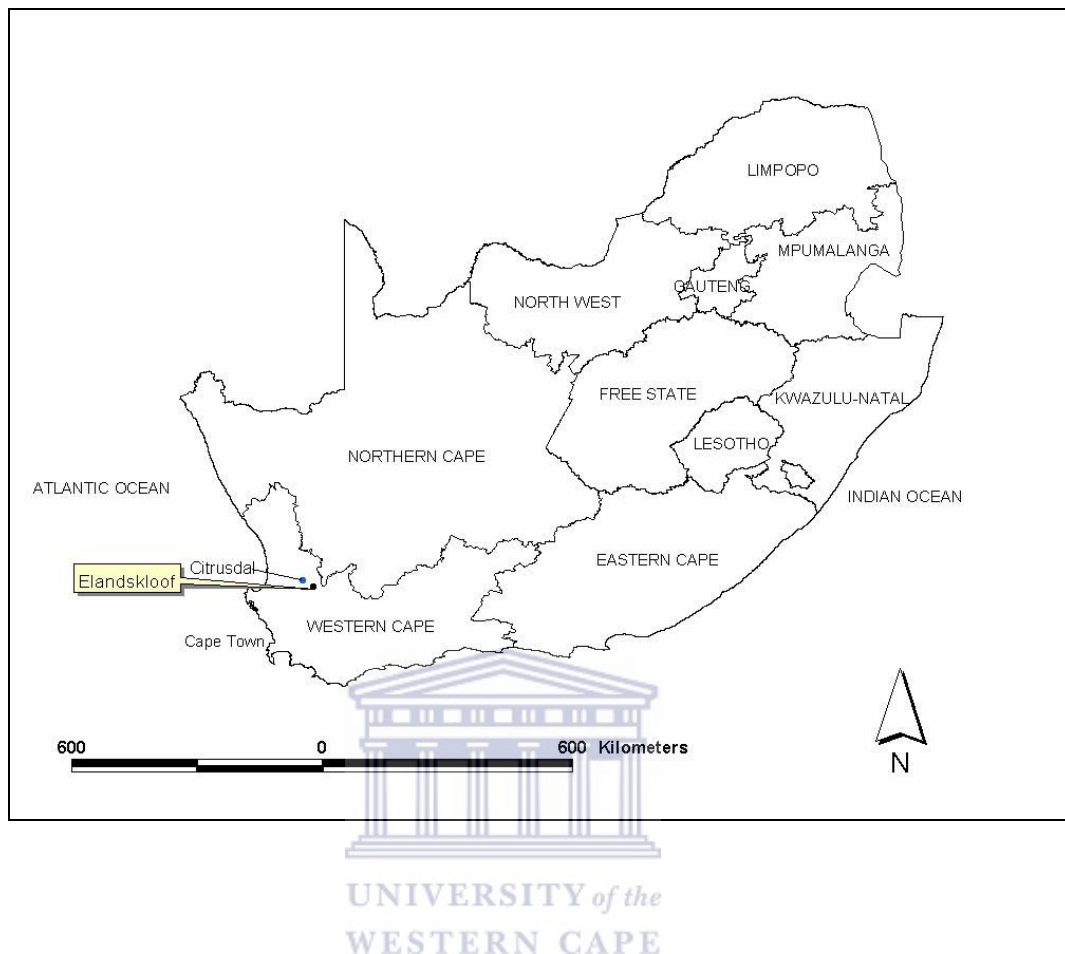 LIMPOPO
MPUMALANGA
GAUTENG
NORTH WEST
FREE STATE
KWAZULU-NATAL
LESOTHO
NORTHERN CAPE
ATLANTIC OCEAN
INDIAN OCEAN
EASTERN CAPE
Citrusdal
Elandskloof
WESTERN CAPE
Cape Town
600 0 600 Kilometers
N
UNIVERSITY of the
WESTERN CAPE